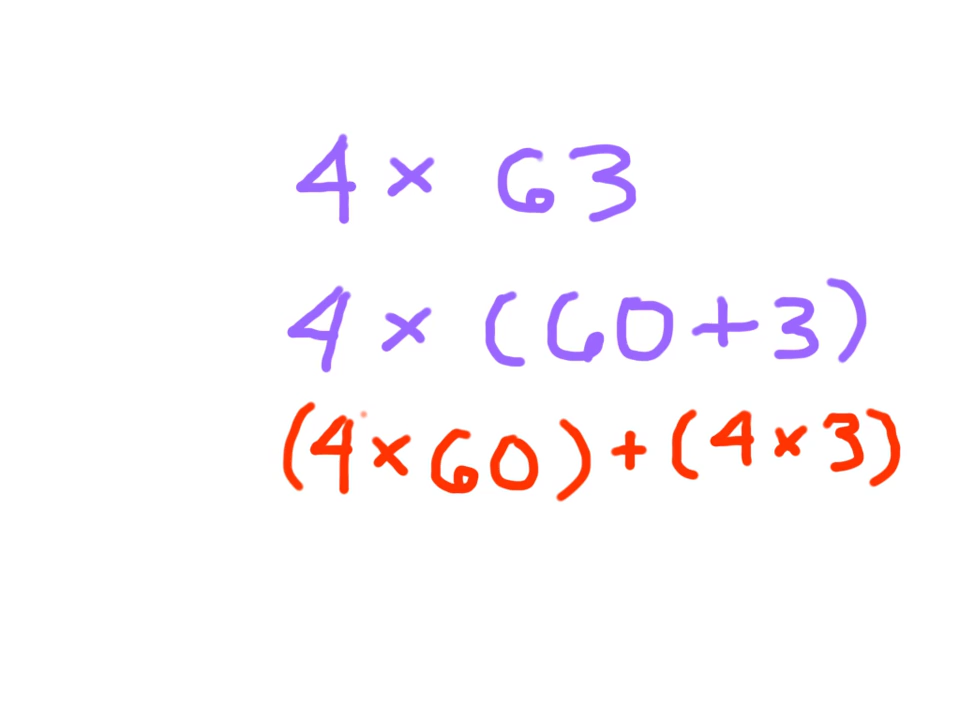 4 × 63
4 × (60+3)
(4×60)+(4×3)